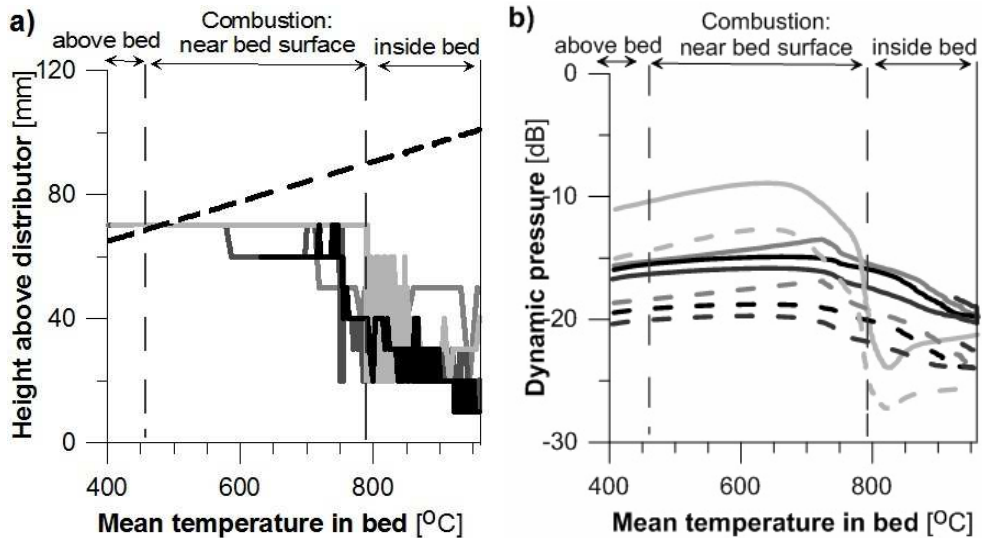 a)
Combustion:
above bed
near bed surface
inside bed
120
80
40
0
Height above distributor [mm]
400
600
800
Mean temperature in bed [ºC]
b)
Combustion:
above bed
near bed surface
inside bed
0
-10
-20
-30
Dynamic pressure [dB]
400
600
800
Mean temperature in bed [ºC]